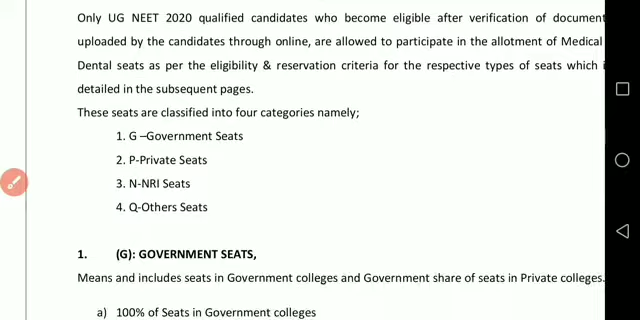 Only UG NEET 2020 qualified candidates who become eligible after verification of document
uploaded by the candidates through online, are allowed to participate in the allotment of Medical
Dental seats as per the eligibility & reservation criteria for the respective types of seats which
detailed in the subsequent pages.
These seats are classified into four categories namely;
1. G –Government Seats
2. P-Private Seats
3. N-NRI Seats
4. Q-Others Seats
1. (G): GOVERNMENT SEATS,
Means and includes seats in Government colleges and Government share of seats in Private colleges.
a) 100% of Seats in Government colleges